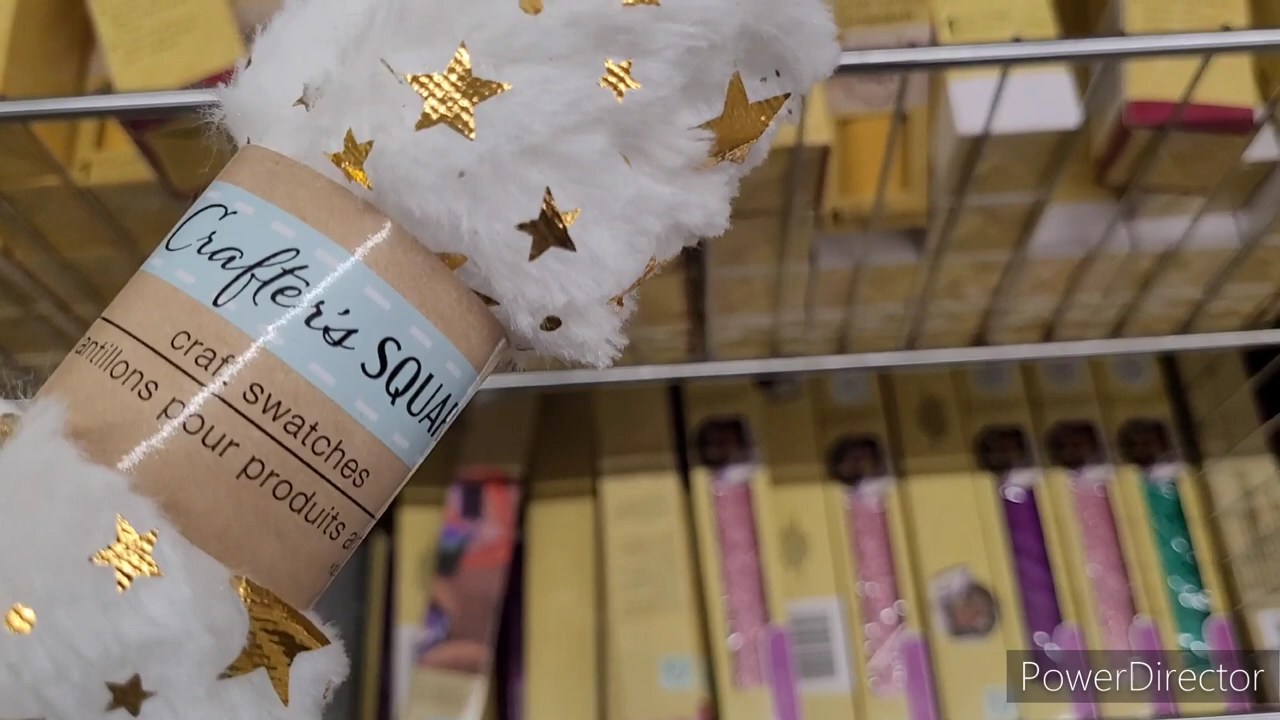 Crafter's SQUAR
craft swatches
antillons pour produits a
PowerDirector